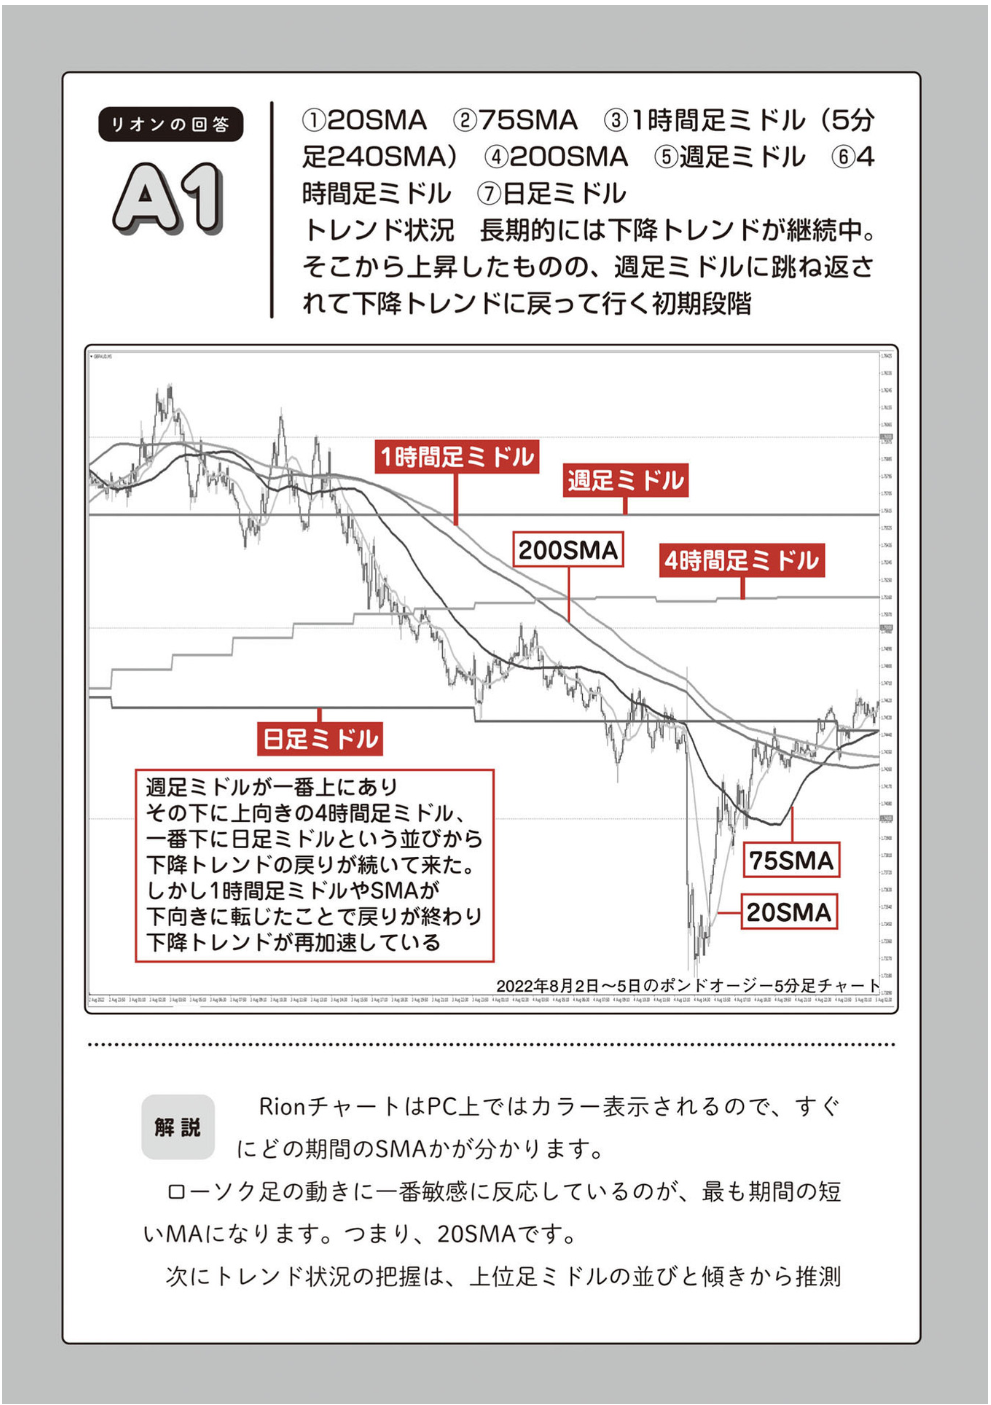 リオンの回答
A1
①20SMA　②75SMA　③1時間足ミドル（5分
足240SMA）　④200SMA　⑤週足ミドル　⑥4
時間足ミドル　⑦日足ミドル
トレンド状況　長期的には下降トレンドが継続中。
そこから上昇したものの、週足ミドルに跳ね返さ
れて下降トレンドに戻って行く初期段階
1時間足ミドル
週足ミドル
200SMA
4時間足ミドル
日足ミドル
週足ミドルが一番上にあり
その下に上向きの4時間足ミドル、
一番下に日足ミドルという並びから
下降トレンドの戻りが続いて来た。
しかし1時間足ミドルやSMAが
下向きに転じたことで戻りが終わり
下降トレンドが再加速している
75SMA
20SMA
2022年8月2日～5日のポンドオージー5分足チャート
解説
RionチャートはPC上ではカラー表示されるので、すぐ
にどの期間のSMAかが分かります。
ローソク足の動きに一番敏感に反応しているのが、最も期間の短
いMAになります。つまり、20SMAです。
次にトレンド状況の把握は、上位足ミドルの並びと傾きから推測